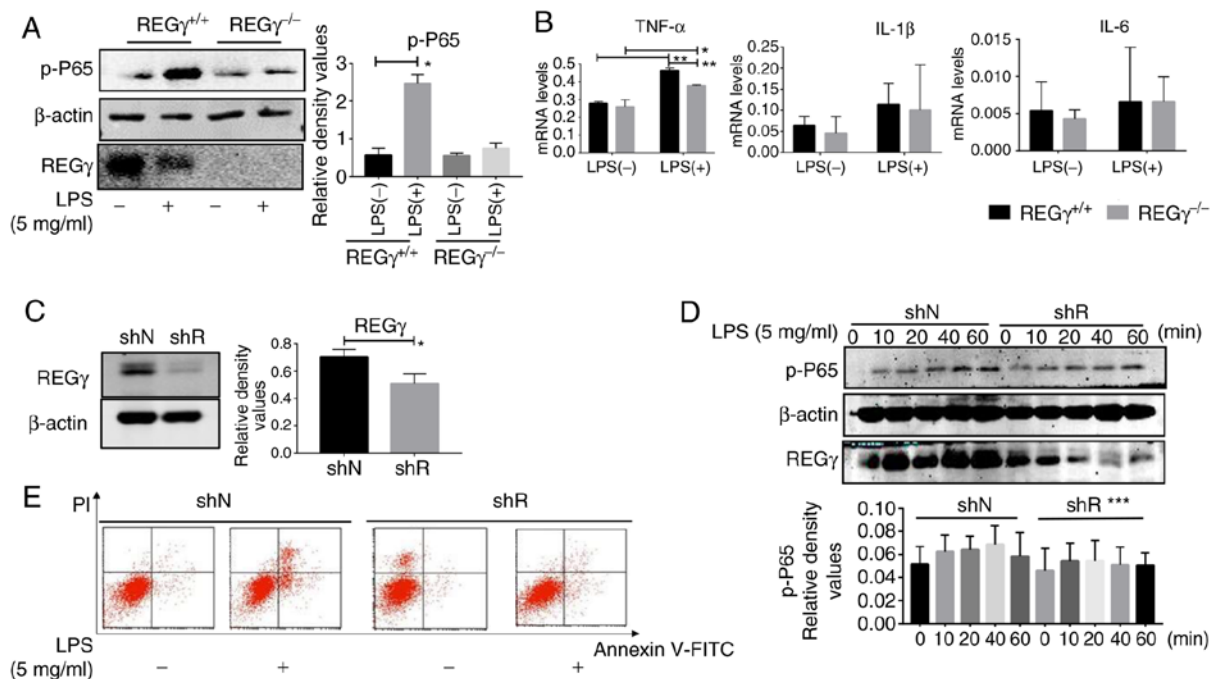 A
REGγ+/+ REGγ−/−
p-P65
β-actin
REGγ
LPS
(5 mg/ml)
− + − +
p-P65
Relative density values
3
2
1
0
*
LPS(−) LPS(+) LPS(−) LPS(+)
REGγ+/+ REGγ−/−
B
TNF-α
mRNA levels
0.5
0.4
0.3
0.2
0.1
0.0
*
** **
LPS(−) LPS(+)
IL-1β
mRNA levels
0.25
0.20
0.15
0.10
0.05
0.00
LPS(−) LPS(+)
IL-6
mRNA levels
0.015
0.010
0.005
0.000
LPS(−) LPS(+)
REGγ+/+ REGγ−/−
C
shN shR
REGγ
β-actin
REGγ
Relative density
values
0.8
0.6
0.4
0.2
0.0
*
shN shR
D
shN shR
LPS (5 mg/ml) 0 10 20 40 60 0 10 20 40 60 (min)
p-P65
β-actin
REGγ
shN shR ***
p-P65
Relative density
values
0.10
0.08
0.06
0.04
0.02
0.00
0 10 20 40 60 0 10 20 40 60 (min)
E
PI
shN shR
Annexin V-FITC
LPS
(5 mg/ml)
− + − +